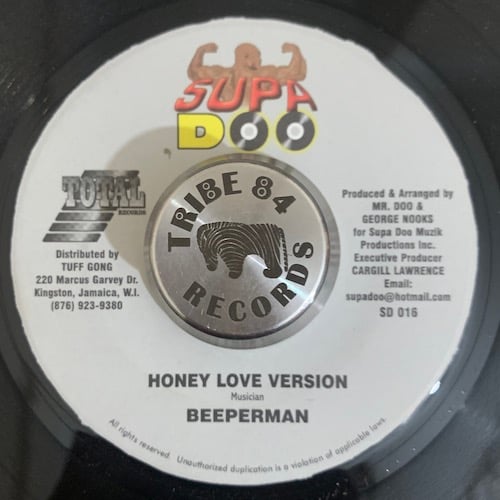 SUPA
DOO
TOTAL
RECORDS
Distributed by
TUFF GONG
220 Marcus Garvey Dr.
Kingston, Jamaica, W.I.
(876) 923-9380
TRIBE 84
RECORDS
Produced & Arranged by
MR. DOO &
GEORGE NOOKS
for Supa Doo Muzik
Productions Inc.
Executive Producer
CARGILL LAWRENCE
Email:
supadoo@hotmail.com
SD 016
HONEY LOVE VERSION
Musician
BEEPERMAN
All rights reserved. Unauthorized duplication is a violation of applicable laws.